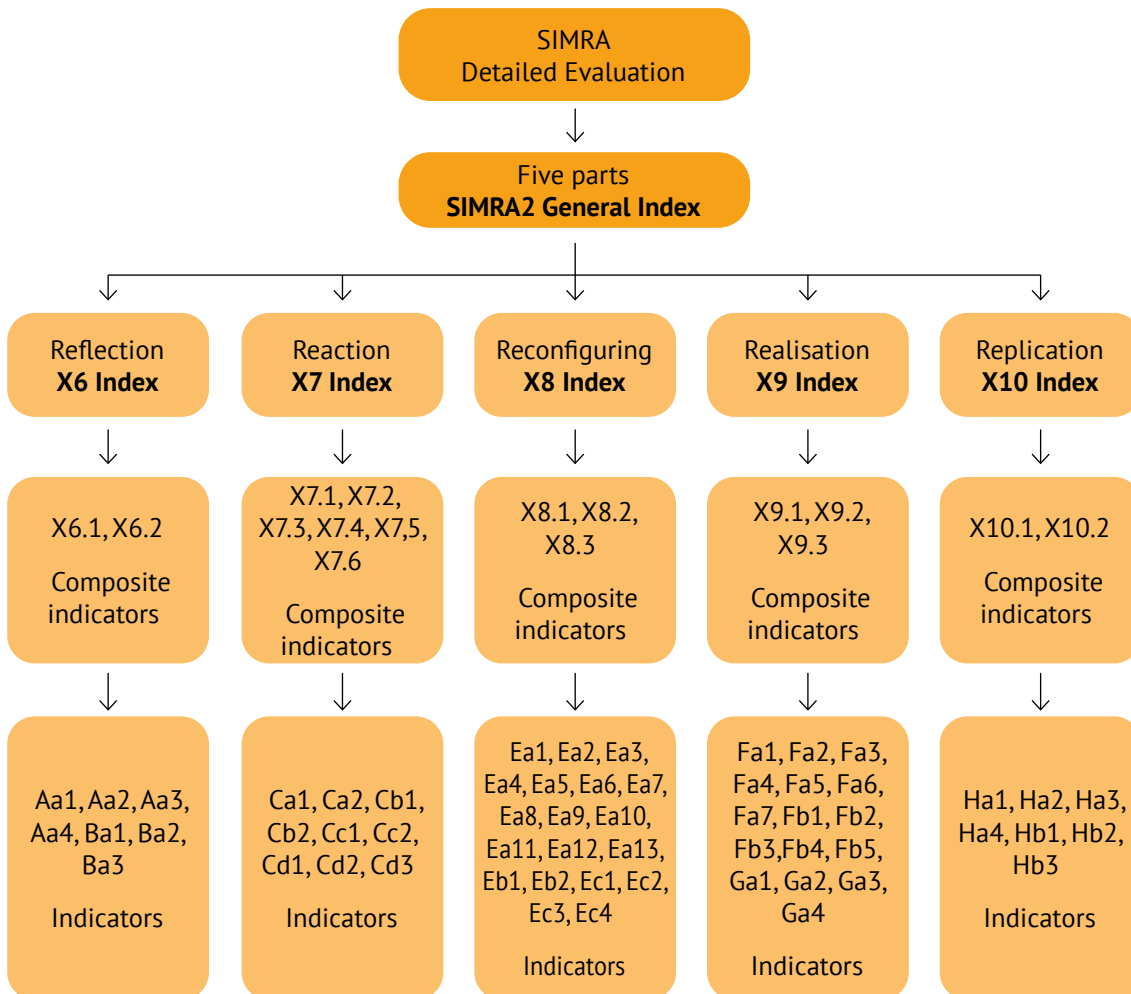 SIMRA
Detailed Evaluation
Five parts
SIMRA2 General Index
Reflection
X6 Index
Reaction
X7 Index
Reconfiguring
X8 Index
Realisation
X9 Index
Replication
X10 Index
X6.1, X6.2
Composite
indicators
X7.1, X7.2,
X7.3, X7.4, X7,5,
X7.6
Composite
indicators
X8.1, X8.2,
X8.3
Composite
indicators
X9.1, X9.2,
X9.3
Composite
indicators
X10.1, X10.2
Composite
indicators
Aa1, Aa2, Aa3,
Aa4, Ba1, Ba2,
Ba3
Indicators
Ca1, Ca2, Cb1,
Cb2, Cc1, Cc2,
Cd1, Cd2, Cd3
Indicators
Ea1, Ea2, Ea3,
Ea4, Ea5, Ea6, Ea7,
Ea8, Ea9, Ea10,
Ea11, Ea12, Ea13,
Eb1, Eb2, Ec1, Ec2,
Ec3, Ec4
Indicators
Fa1, Fa2, Fa3,
Fa4, Fa5, Fa6,
Fa7, Fb1, Fb2,
Fb3,Fb4, Fb5,
Ga1, Ga2, Ga3,
Ga4
Indicators
Ha1, Ha2, Ha3,
Ha4, Hb1, Hb2,
Hb3
Indicators